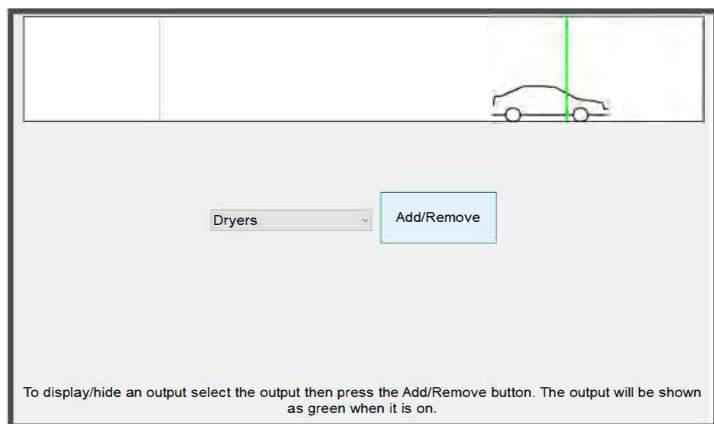 Dryers
Add/Remove
To display/hide an output select the output then press the Add/Remove button. The output will be shown
as green when it is on.